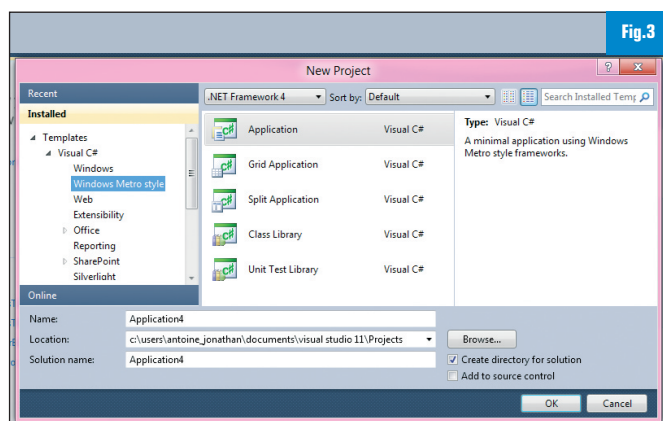 Fig.3
New Project
Recent
.NET Framework 4
Sort by: Default
Search Installed Temp
Installed
Templates
Visual C#
Windows
Windows Metro style
Web
Extensibility
Office
Reporting
SharePoint
Silverlight
Online
Application Visual C#
Grid Application Visual C#
Split Application Visual C#
Class Library Visual C#
Unit Test Library Visual C#
Type: Visual C#
A minimal application using Windows
Metro style frameworks.
Name: Application4
Location: c:\users\antoine_jonathan\documents\visual studio 11\Projects
Browse...
Solution name: Application4
Create directory for solution
Add to source control
OK Cancel